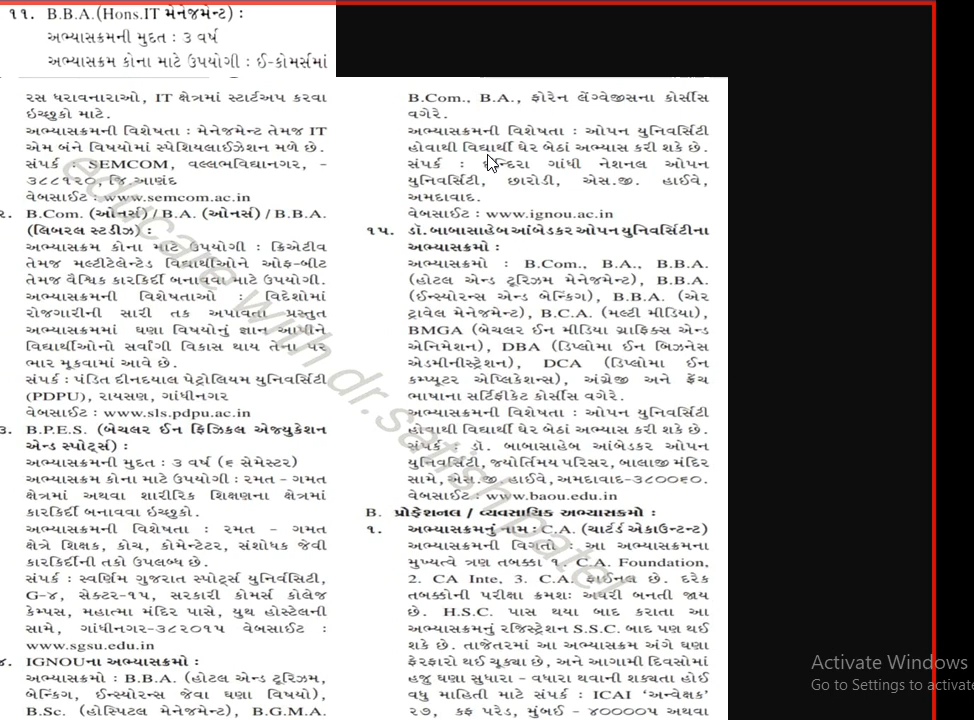 ૧૧. B.B.A.(Hons.IT મેનેજમેન્ટ) :
અભ્યાસક્રમની મુદત : ૩ વર્ષ
અભ્યાસક્રમ કોના માટે ઉપયોગી : ઈ-કોમર્સમાં
રસ ધરાવનારાઓ, IT ક્ષેત્રમાં સ્ટાર્ટઅપ કરવા
ઇચ્છુકો માટે.
અભ્યાસક્રમની વિશેષતા : મેનેજમેન્ટ તેમજ IT
એમ બંને વિષયોમાં સ્પેશિયલાઈઝેશન મળે છે.
સંપર્ક : SEMCOM, વલ્લભવિદ્યાનગર, -
૩૮૮૧૨૦, જિ.આણંદ
વેબસાઈટ : www.semcom.ac.in
૨. B.Com. (ઓનર્સ) / B.A. (ઓનર્સ) / B.B.A.
(લિબરલ સ્ટડીઝ) :
અભ્યાસક્રમ કોના માટે ઉપયોગી : ક્રિએટીવ
તેમજ મલ્ટીટેલેન્ટેડ વિદ્યાર્થીઓને ઓફ-બીટ
તેમજ વૈશ્વિક કારકિર્દી બનાવવા માટે ઉપયોગી.
અભ્યાસક્રમની વિશેષતાઓ : વિદેશોમાં
રોજગારીની સારી તક અપાવતા પ્રસ્તુત
અભ્યાસક્રમમાં ઘણા વિષયોનું જ્ઞાન આપીને
વિદ્યાર્થીઓનો સર્વાંગી વિકાસ થાય તેના પર
ભાર મૂકવામાં આવે છે.
સંપર્ક : પંડિત દીનદયાલ પેટ્રોલિયમ યુનિવર્સિટી
(PDPU), રાયસણ, ગાંધીનગર
વેબસાઈટ : www.sls.pdpu.ac.in
૩. B.P.E.S. (બેચલર ઈન ફિઝિકલ એજ્યુકેશન
એન્ડ સ્પોર્ટ્સ) :
અભ્યાસક્રમની મુદત : ૩ વર્ષ (૬ સેમેસ્ટર)
અભ્યાસક્રમ કોના માટે ઉપયોગી : રમત - ગમત
ક્ષેત્રમાં અથવા શારીરિક શિક્ષણના ક્ષેત્રમાં
કારકિર્દી બનાવવા ઇચ્છુકો.
અભ્યાસક્રમની વિશેષતા : રમત - ગમત
ક્ષેત્રે શિક્ષક, કોચ, કોમેન્ટેટર, સંશોધક જેવી
કારકિર્દીની તકો ઉપલબ્ધ છે.
સંપર્ક : સ્વર્ણિમ ગુજરાત સ્પોર્ટ્સ યુનિર્વસિટી,
G-૪, સેક્ટર-૧૫, સરકારી કોમર્સ કોલેજ
કેમ્પસ, મહાત્મા મંદિર પાસે, યુથ હોસ્ટેલની
સામે, ગાંધીનગર-૩૮૨૦૧૫ વેબસાઈટ :
www.sgsu.edu.in
૪. IGNOUના અભ્યાસક્રમો :
અભ્યાસક્રમો : B.B.A. (હોટલ એન્ડ ટૂરિઝમ,
બેન્કિંગ, ઈન્સ્યોરન્સ જેવા ઘણા વિષયો),
B.Sc. (હોસ્પિટલ મેનેજમેન્ટ), B.G.M.A.
B.Com., B.A., ફોરેન લેંગ્વેજીસના કોર્સીસ
વગેરે.
અભ્યાસક્રમની વિશેષતા : ઓપન યુનિવર્સિટી
હોવાથી વિદ્યાર્થી ઘેર બેઠાં અભ્યાસ કરી શકે છે.
સંપર્ક : ઇન્દિરા ગાંધી નેશનલ ઓપન
યુનિવર્સિટી, છારોડી, એસ.જી. હાઈવે,
અમદાવાદ.
વેબસાઈટ : www.ignou.ac.in
૧૫. ડૉ. બાબાસાહેબ આંબેડકર ઓપન યુનિવર્સિટીના
અભ્યાસક્રમો :
અભ્યાસક્રમો : B.Com., B.A., B.B.A.
(હોટલ એન્ડ ટૂરિઝમ મેનેજમેન્ટ), B.B.A.
(ઈન્સ્યોરન્સ એન્ડ બેન્કિંગ), B.B.A. (એર
ટ્રાવેલ મેનેજમેન્ટ), B.C.A. (મલ્ટી મીડિયા),
BMGA (બેચલર ઈન મીડિયા ગ્રાફિક્સ એન્ડ
એનિમેશન), DBA (ડિપ્લોમા ઈન બિઝનેસ
એડમીનીસ્ટ્રેશન), DCA (ડિપ્લોમા ઈન
કમ્પ્યૂટર એપ્લિકેશન્સ), અંગ્રેજી અને ફ્રેંચ
ભાષાના સર્ટિફીકેટ કોર્સીસ વગેરે.
અભ્યાસક્રમની વિશેષતા : ઓપન યુનિવર્સિટી
હોવાથી વિદ્યાર્થી ઘેર બેઠાં અભ્યાસ કરી શકે છે.
સંપર્ક : ડૉ. બાબાસાહેબ આંબેડકર ઓપન
યુનિવર્સિટી, જ્યોર્તિમય પરિસર, બાલાજી મંદિર
સામે, એસ.જી. હાઈવે, અમદાવાદ-૩૮૦૦૬૦.
વેબસાઈટ : www.baou.edu.in
B. પ્રોફેશનલ / વ્યવસાયિક અભ્યાસક્રમો :
૧. અભ્યાસક્રમનું નામ : C.A. (ચાર્ટર્ડ એકાઉન્ટન્ટ)
અભ્યાસક્રમની વિગતો : આ અભ્યાસક્રમના
મુખ્યત્વે ત્રણ તબક્કા ૧. C.A. Foundation,
2. CA Inte, 3. C.A. ફાઈનલ છે. દરેક
તબક્કોની પરીક્ષા ક્રમશઃ અઘરી બનતી જાય
છે. H.S.C. પાસ થયા બાદ કરાતા આ
અભ્યાસક્રમનું રજિસ્ટ્રેશન S.S.C. બાદ પણ થઈ
શકે છે. તાજેતરમાં આ અભ્યાસક્રમ અંગે ઘણા
ફેરફારો થઈ ચૂક્યા છે, અને આગામી દિવસોમાં
હજુ ઘણા સુધારા - વધારા થવાની શક્યતા હોઈ
વધુ માહિતી માટે સંપર્ક : ICAI 'અન્વેક્ષક'
૨૭, કફ પરેડ, મુંબઈ - ૪૦૦૦૦૫ અથવા
educare with dr.satish patel
Activate Windows
Go to Settings to activate